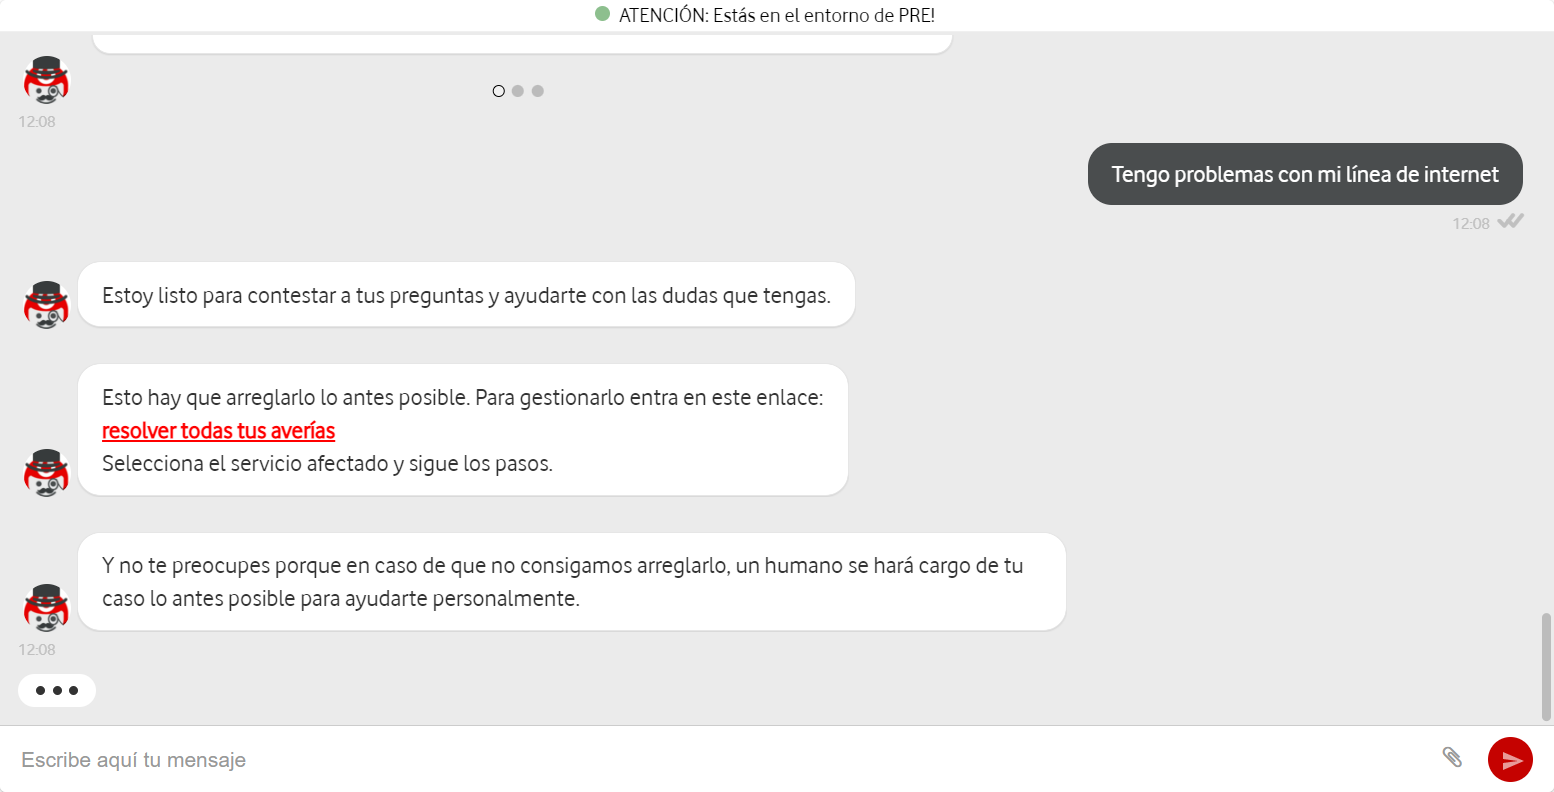 ATENCIÓN: Estás en el entorno de PRE!
12:08
Tengo problemas con mi línea de internet
12:08
Estoy listo para contestar a tus preguntas y ayudarte con las dudas que tengas.
Esto hay que arreglarlo lo antes posible. Para gestionarlo entra en este enlace:
resolver todas tus averías
Selecciona el servicio afectado y sigue los pasos.
Y no te preocupes porque en caso de que no consigamos arreglarlo, un humano se hará cargo de tu
caso lo antes posible para ayudarte personalmente.
12:08
Escribe aquí tu mensaje